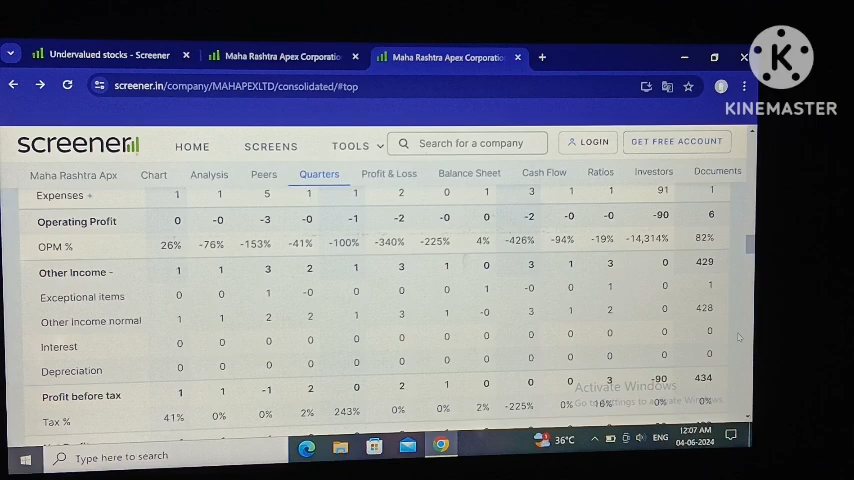 Undervalued stocks - Screener
Maha Rashtra Apex Corporatio
Maha Rashtra Apex Corporatio
KINEMASTER
screener.in/company/MAHAPEXLTD/consolidated/#top
screener
HOME
SCREENS
TOOLS
Search for a company
LOGIN
GET FREE ACCOUNT
Maha Rashtra Apx Chart Analysis Peers Quarters Profit & Loss Balance Sheet Cash Flow Ratios Investors Documents
Expenses + 1 1 5 1 1 2 0 1 3 1 1 91 1
Operating Profit 0 -0 -3 -0 -1 -2 -0 0 -2 -0 -0 -90 6
OPM % 26% -76% -153% -41% -100% -340% -225% 4% -426% -94% -19% -14,314% 82%
Other Income - 1 1 3 2 1 3 1 0 3 1 3 0 429
Exceptional items 0 0 1 -0 0 0 0 1 -0 0 1 0 1
Other income normal 1 1 2 2 1 3 1 -0 3 1 2 0 428
Interest 0 0 0 0 0 0 0 0 0 0 0 0 0
Depreciation 0 0 0 0 0 0 0 0 0 0 0 0 0
Profit before tax 1 1 -1 2 0 2 1 0 0 0 3 -90 434
Activate Windows
Tax % 41% 0% 0% 2% 243% 0% 0% 2% -225% 0% 16% 0% 0%
Go to Settings to activate Windows.
Type here to search
36°C
ENG
12:07 AM
04-06-2024